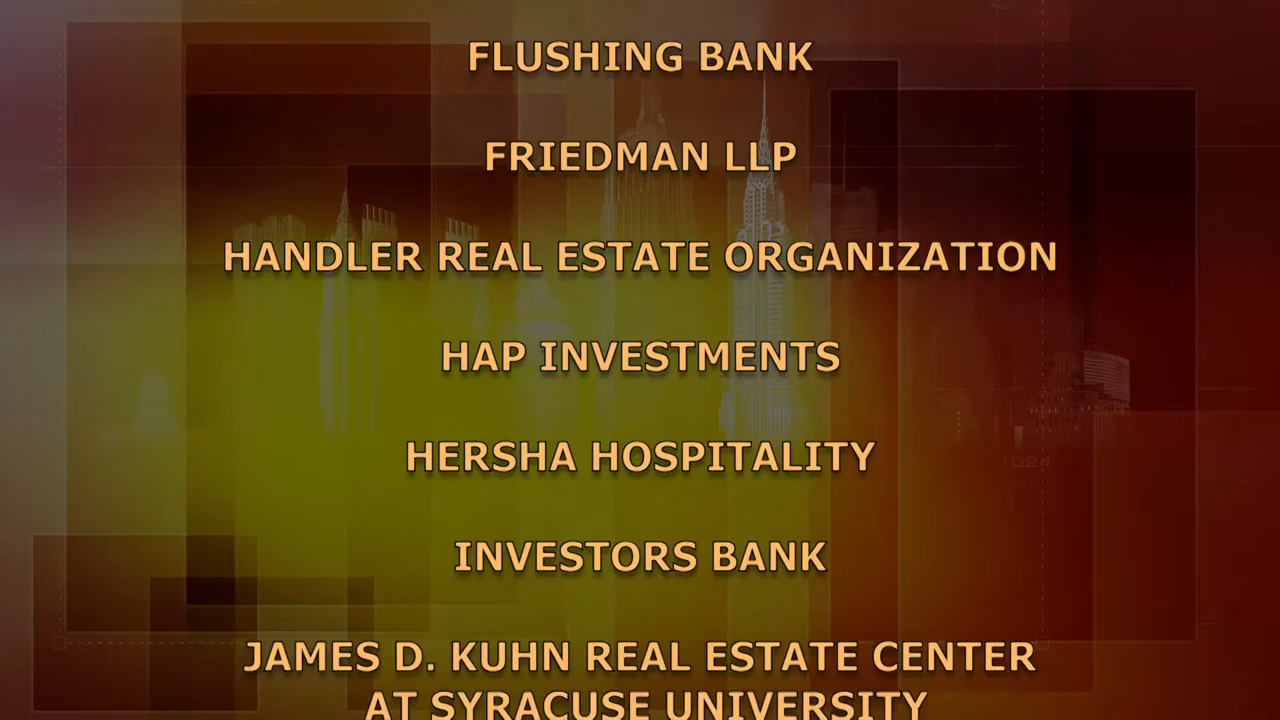 FLUSHING BANK
FRIEDMAN LLP
HANDLER REAL ESTATE ORGANIZATION
HAP INVESTMENTS
HERSHA HOSPITALITY
1024
INVESTORS BANK
JAMES D. KUHN REAL ESTATE CENTER
AT SYRACUSE UNIVERSITY